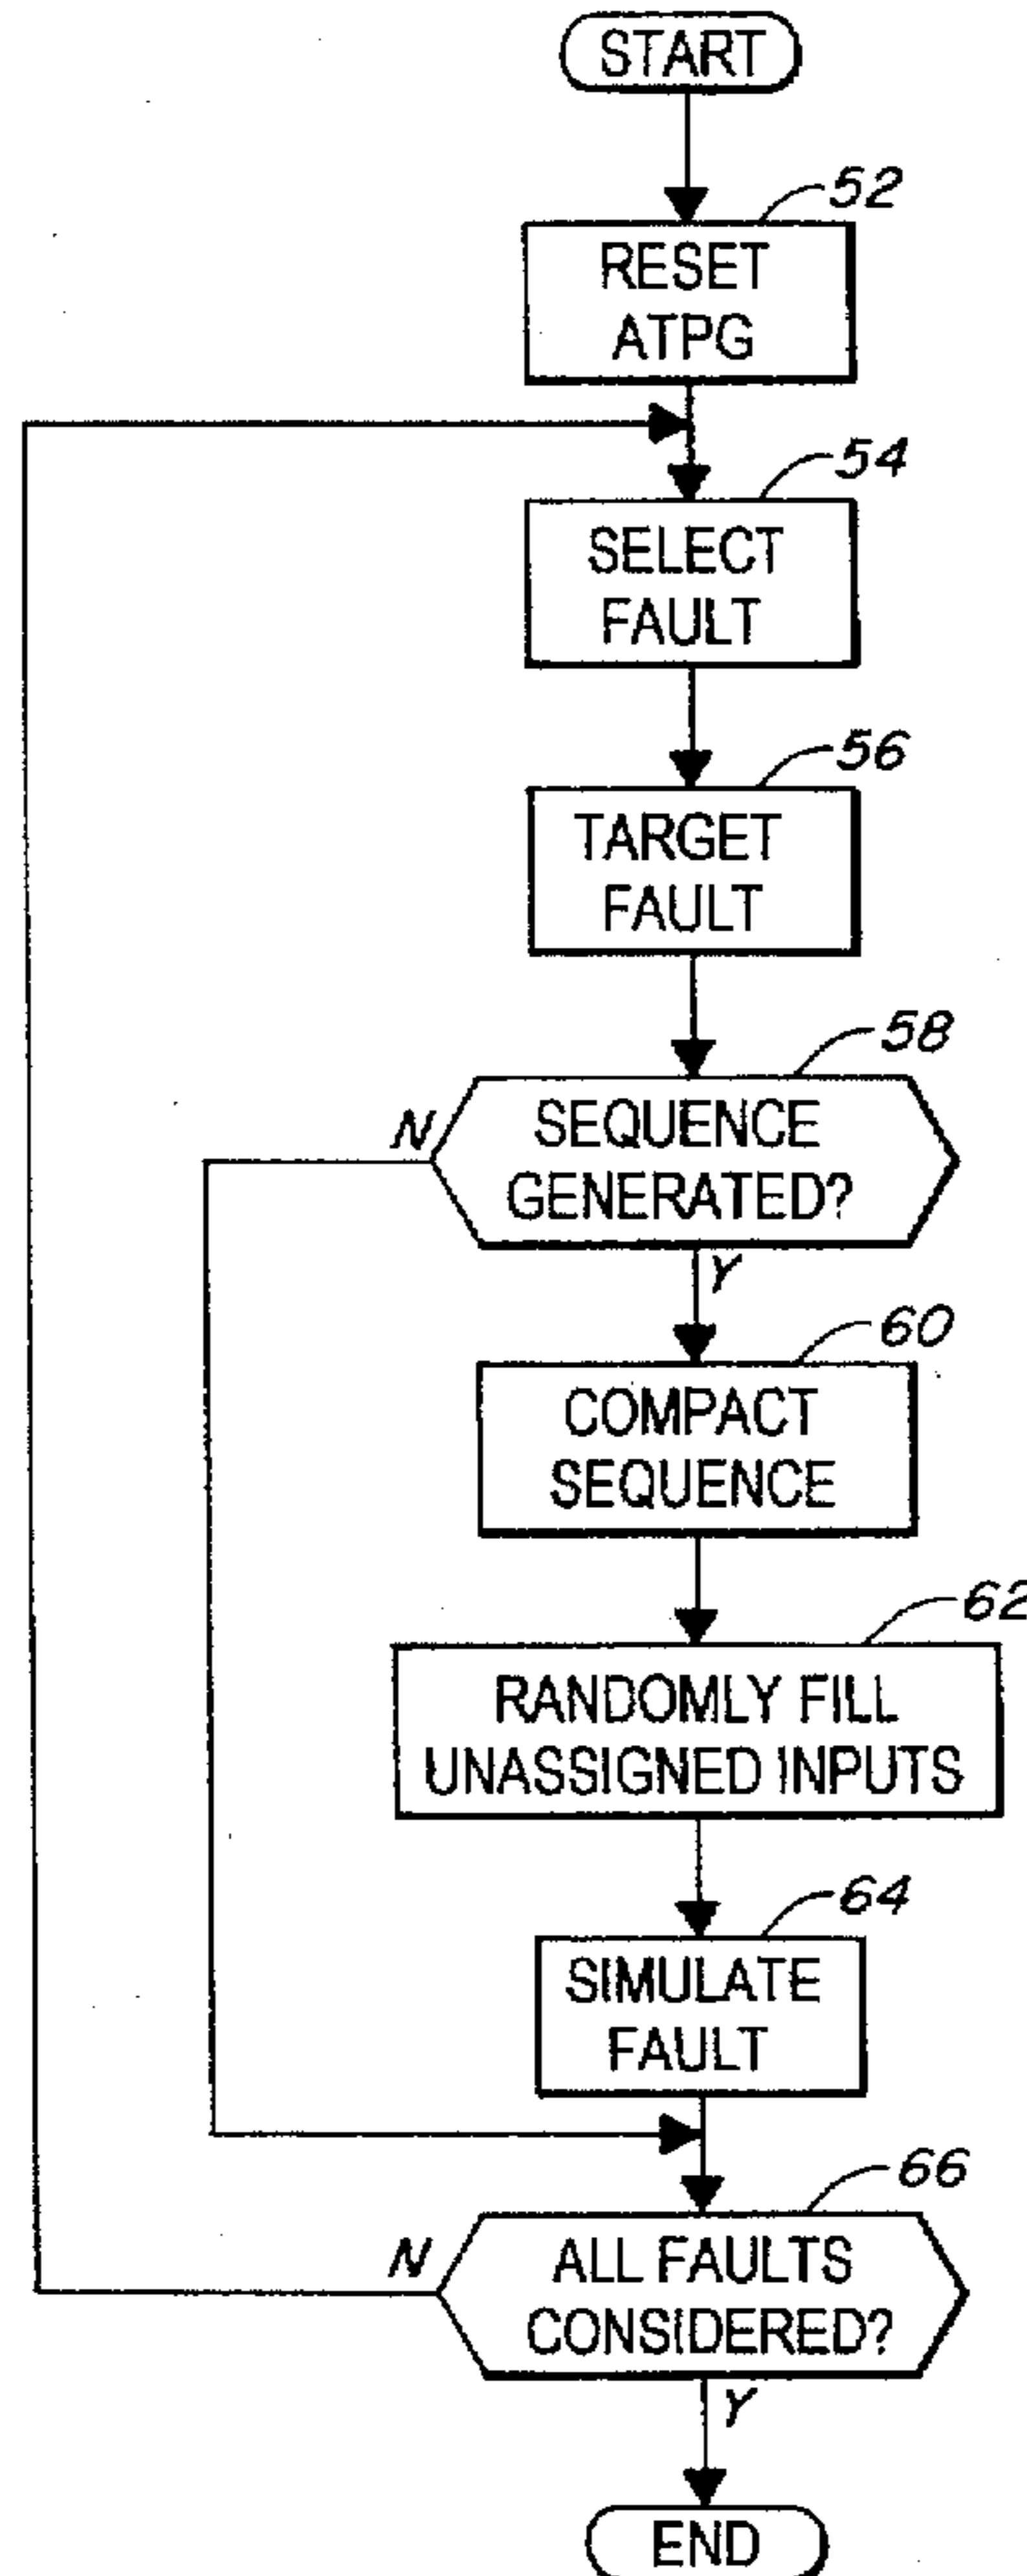 START
52
RESET
ATPG
54
SELECT
FAULT
56
TARGET
FAULT
58
N
SEQUENCE
GENERATED?
Y
60
COMPACT
SEQUENCE
62
RANDOMLY FILL
UNASSIGNED INPUTS
64
SIMULATE
FAULT
66
N
ALL FAULTS
CONSIDERED?
Y
END